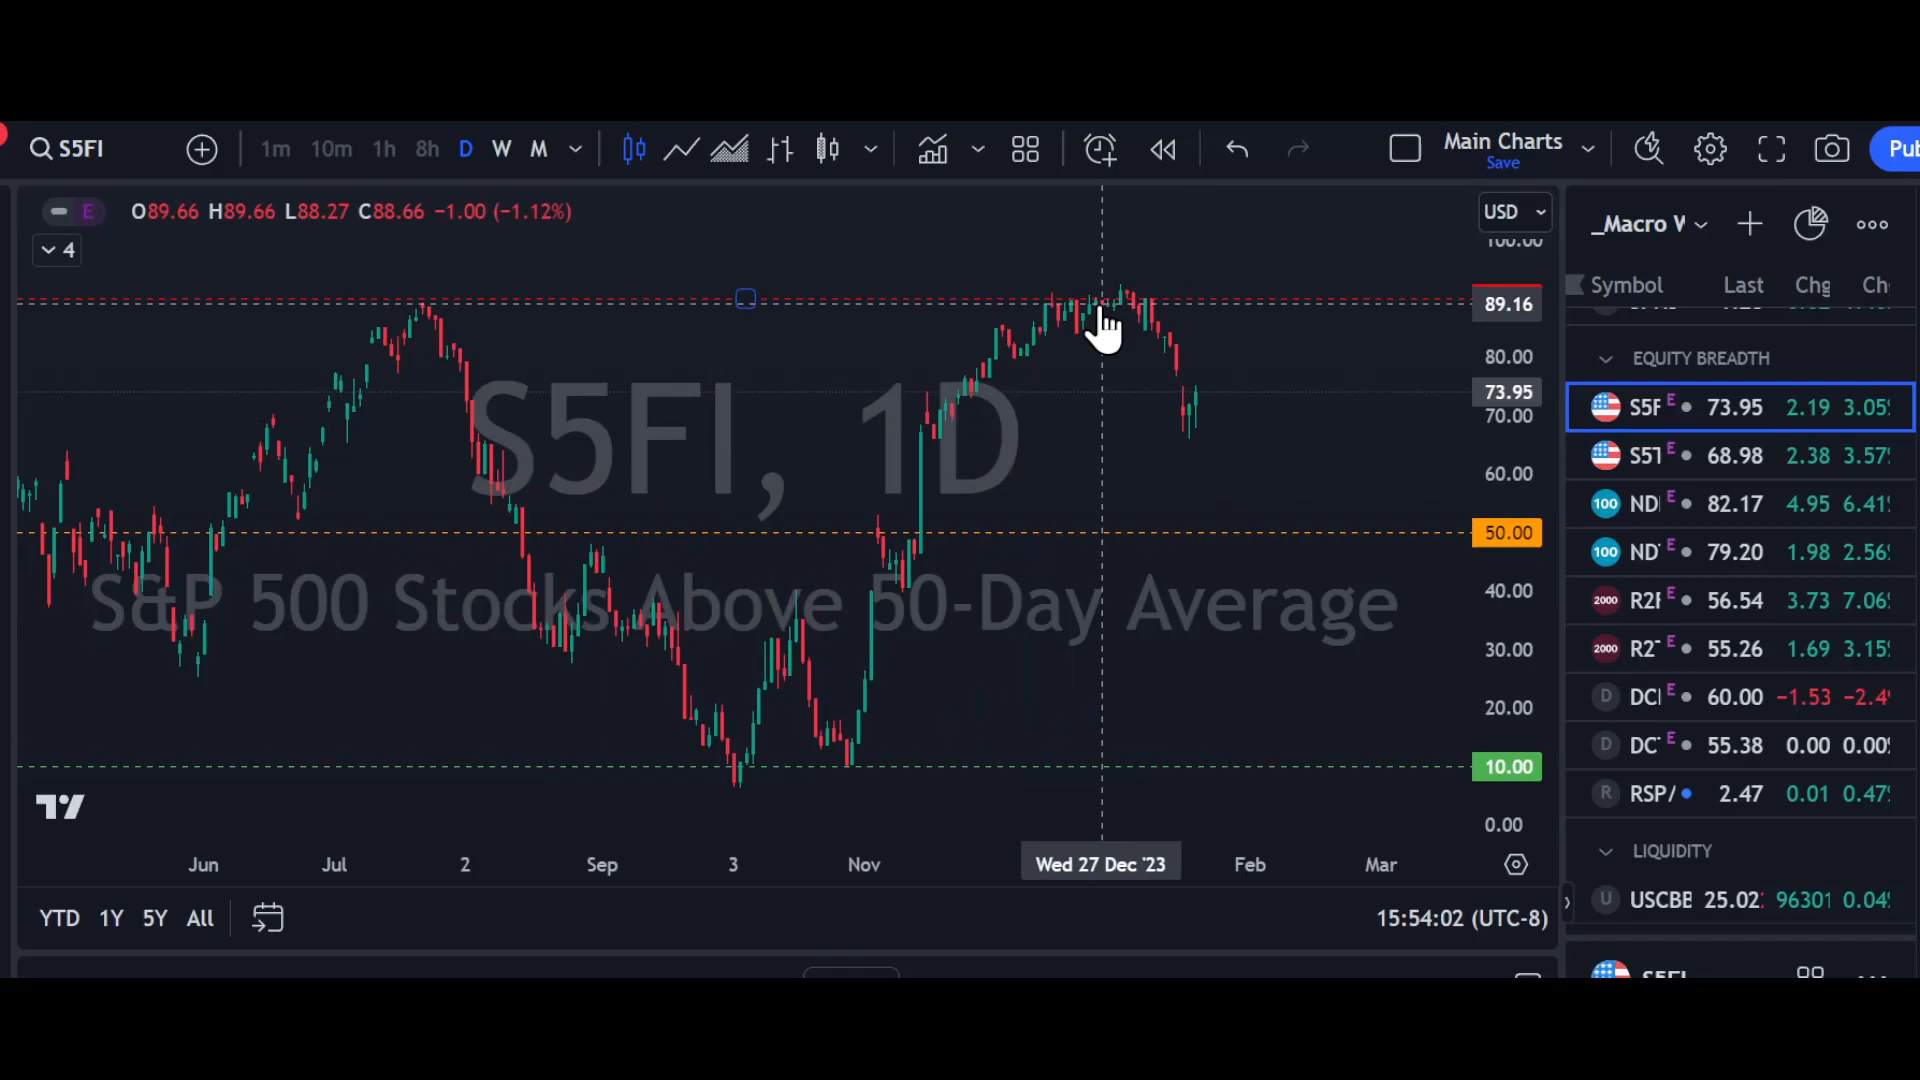 S5FI 1m 10m 1h 8h D W M Main Charts Save Pub
E O89.66 H89.66 L88.27 C88.66 −1.00 (−1.12%) USD
4
100.00
89.16
80.00
73.95
70.00
60.00
50.00
40.00
30.00
20.00
10.00
0.00
S5FI, 1D
S&P 500 Stocks Above 50-Day Average
Jun Jul 2 Sep 3 Nov Wed 27 Dec '23 Feb Mar
YTD 1Y 5Y All 15:54:02 (UTC-8)
_Macro W
Symbol Last Chg Ch
EQUITY BREADTH
S5F E 73.95 2.19 3.05%
S5T E 68.98 2.38 3.57%
100 ND E 82.17 4.95 6.41%
100 ND E 79.20 1.98 2.56%
2000 R2F E 56.54 3.73 7.06%
2000 R2T E 55.26 1.69 3.15%
D DC E 60.00 −1.53 −2.4
D DC E 55.38 0.00 0.00%
R RSP/ 2.47 0.01 0.47%
LIQUIDITY
U USCBB 25.02 96301 0.04
S5FI